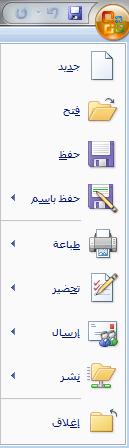 جديد
فتح
حفظ
حفظ باسم
طباعة
تحضير
إرسال
نشر
إغلاق